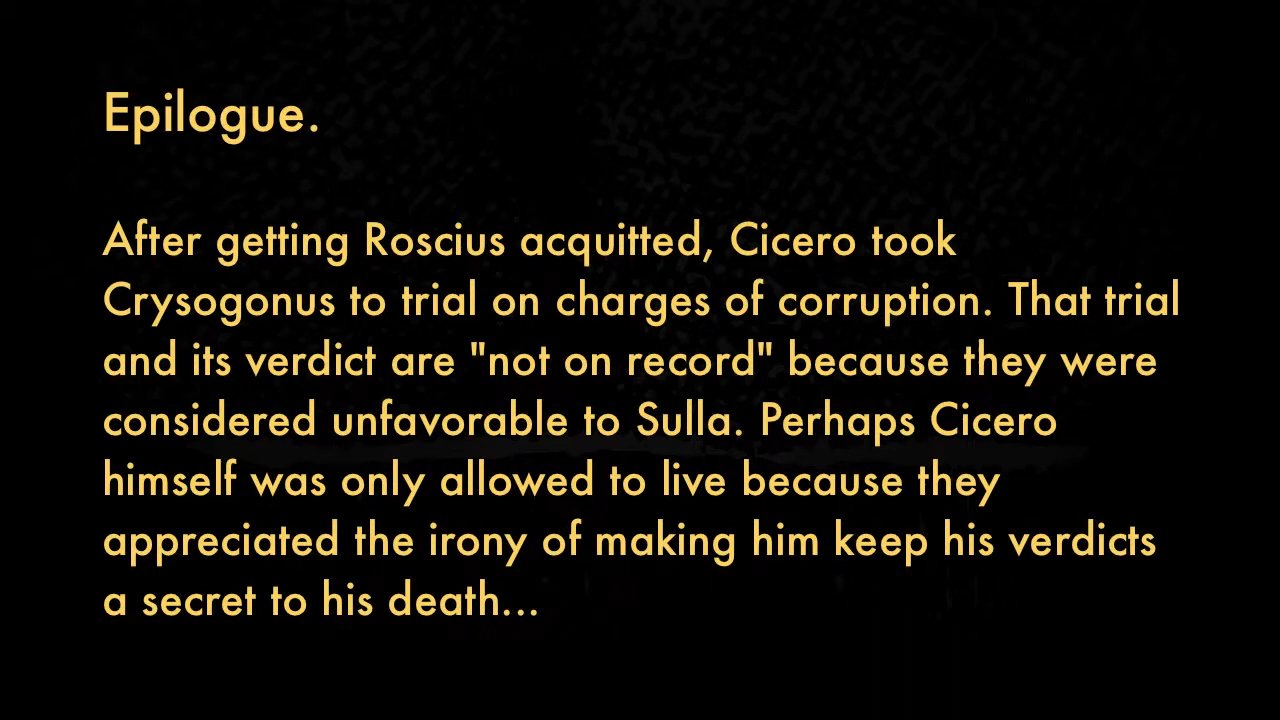 Epilogue.
After getting Roscius acquitted, Cicero took
Crysogonus to trial on charges of corruption. That trial
and its verdict are "not on record" because they were
considered unfavorable to Sulla. Perhaps Cicero
himself was only allowed to live because they
appreciated the irony of making him keep his verdicts
a secret to his death...